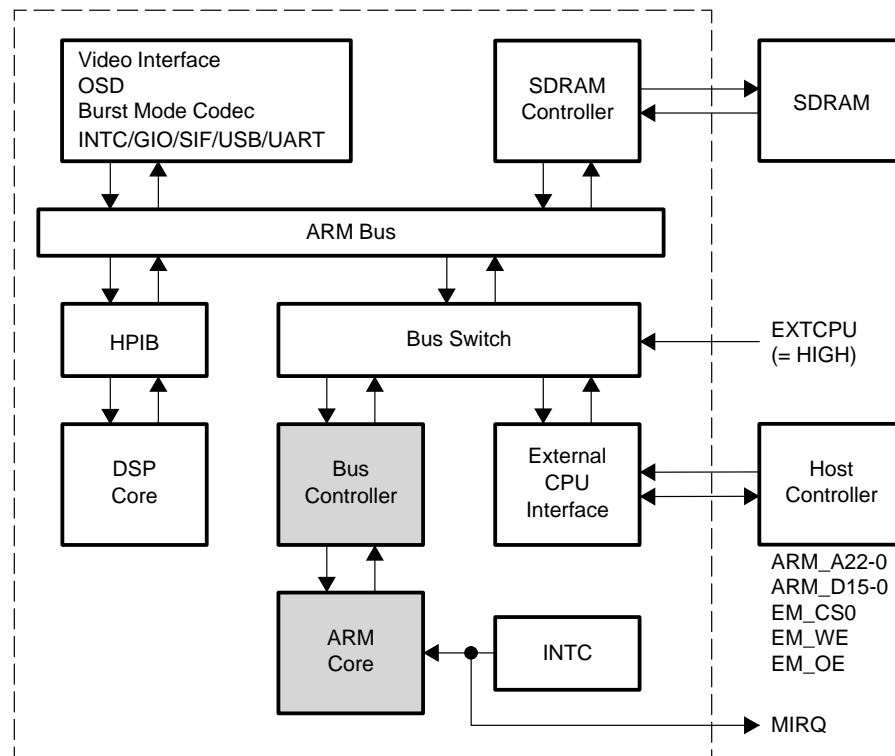 Video Interface
OSD
Burst Mode Codec
INTC/GIO/SIF/USB/UART
SDRAM
Controller
SDRAM
ARM Bus
HPIB
Bus Switch
EXTCPU
(= HIGH)
DSP
Core
Bus
Controller
External
CPU
Interface
Host
Controller
ARM_A22-0
ARM_D15-0
EM_CS0
EM_WE
EM_OE
ARM
Core
INTC
MIRQ